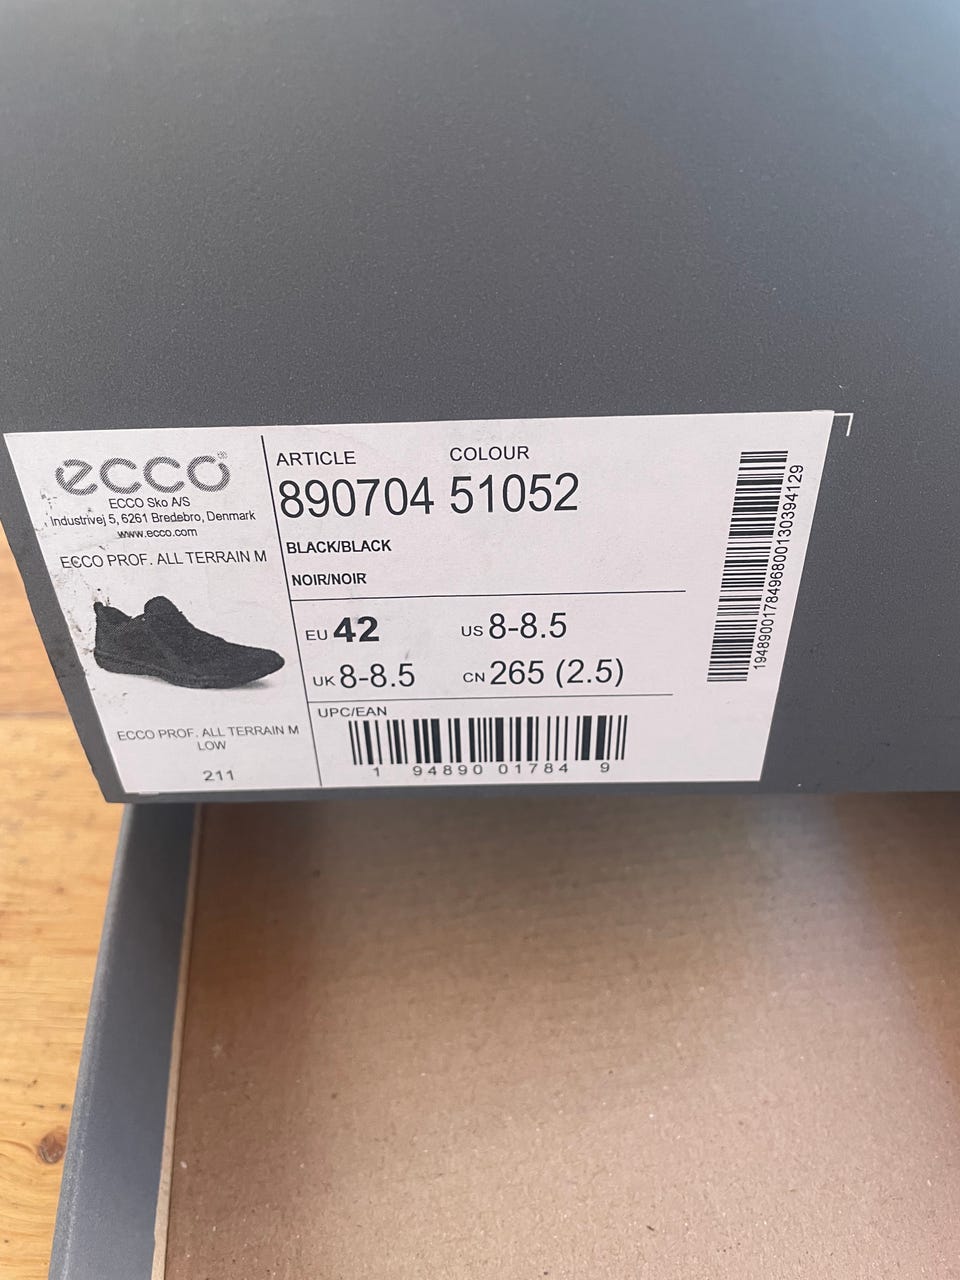 ecco
ECCO Sko A/S
Industrivej 5, 6261 Bredebro, Denmark
www.ecco.com
ECCO PROF. ALL TERRAIN M
ECCO PROF. ALL TERRAIN M
LOW
211
ARTICLE COLOUR
890704 51052
BLACK/BLACK
NOIR/NOIR
EU 42 US 8-8.5
UK 8-8.5 CN 265 (2.5)
UPC/EAN
1 94890 01784 9
1948900178496800130394129